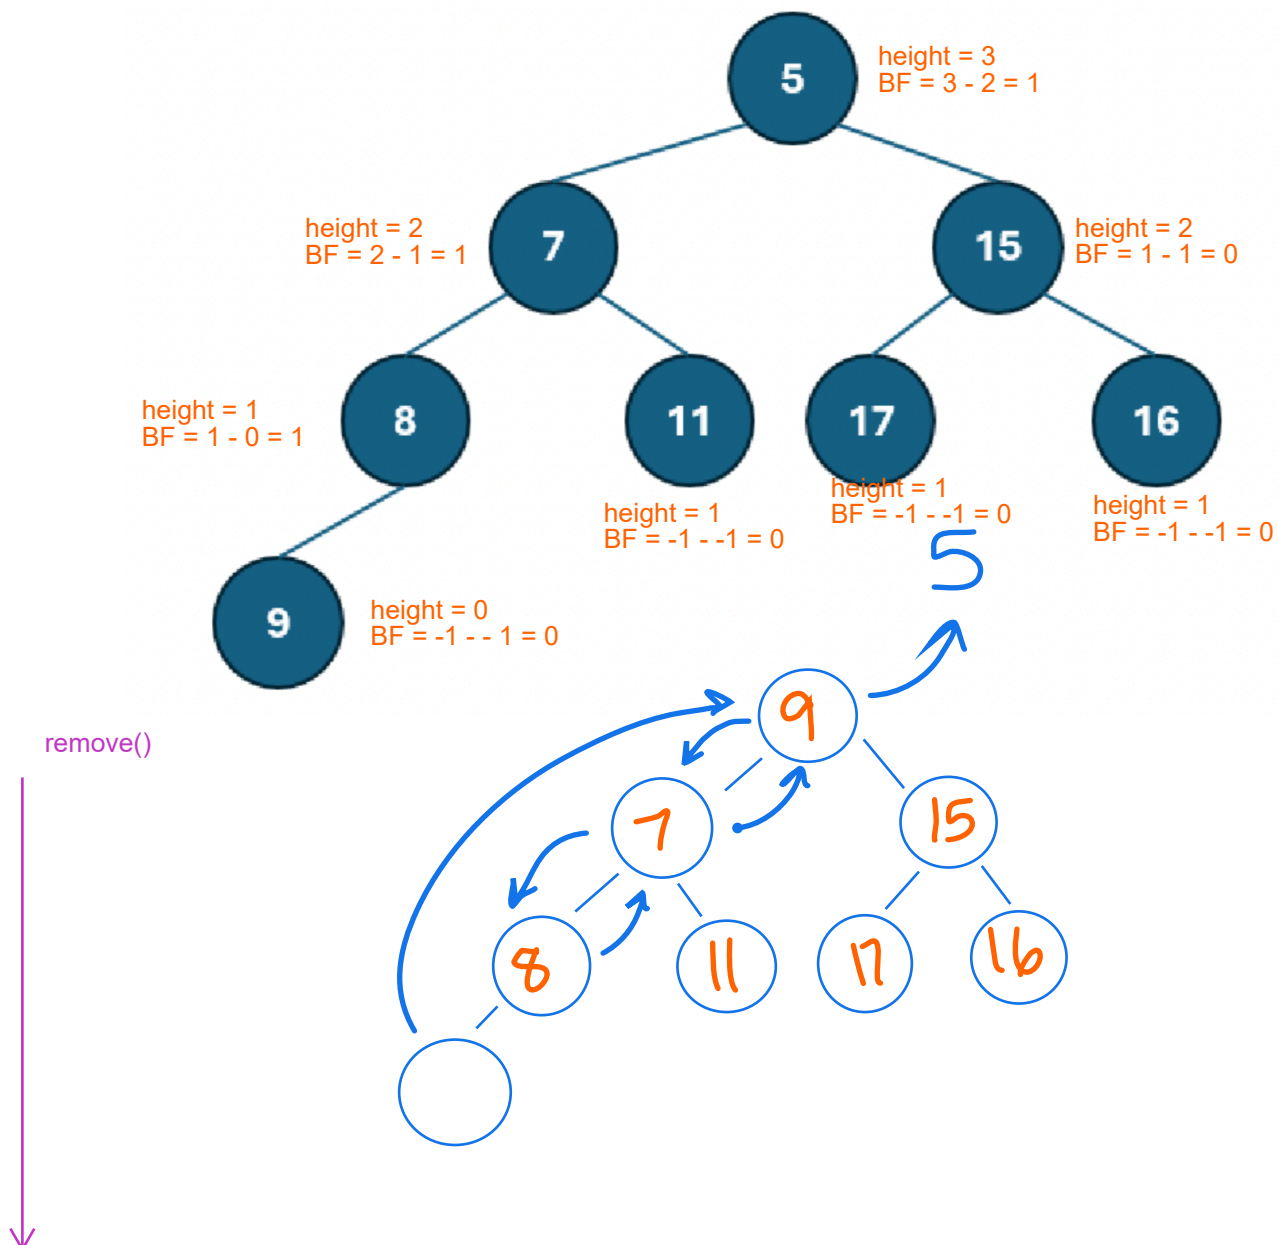 5
height = 3
BF = 3 - 2 = 1
height = 2
BF = 2 - 1 = 1
7
15
height = 2
BF = 1 - 1 = 0
height = 1
BF = 1 - 0 = 1
8
11
17
16
height = 1
BF = -1 - -1 = 0
height = 1
BF = -1 - -1 = 0
height = 1
BF = -1 - -1 = 0
9
height = 0
BF = -1 - - 1 = 0
5
remove()
9
7
15
8
11
17
16